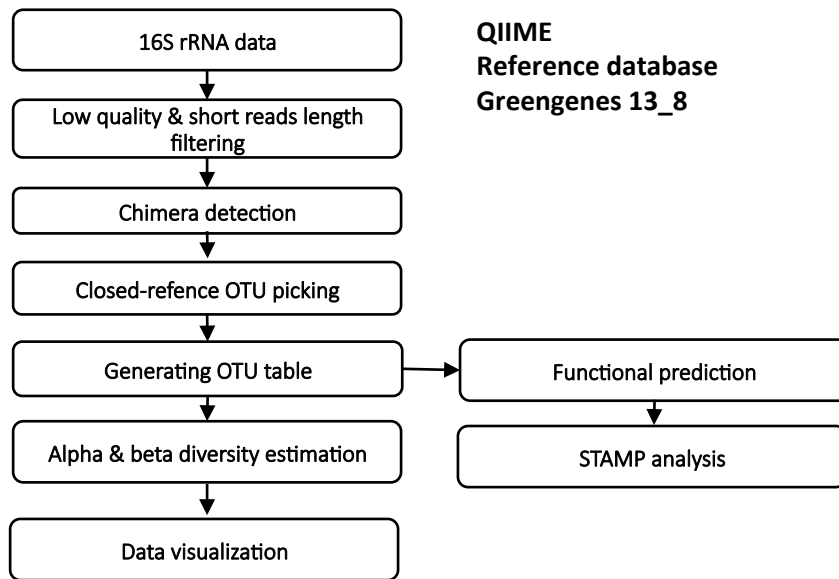 16S rRNA data
QIIME
Reference database
Greengenes 13_8
Low quality & short reads length
filtering
Chimera detection
Closed-refence OTU picking
Generating OTU table
Functional prediction
Alpha & beta diversity estimation
STAMP analysis
Data visualization